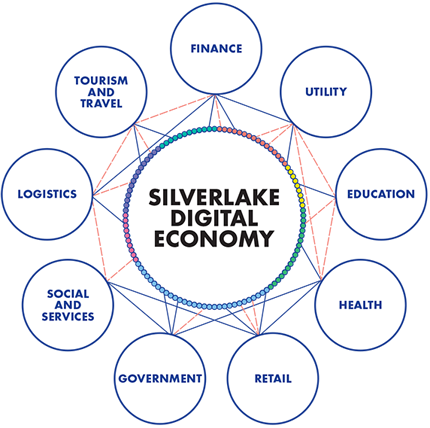 FINANCE
TOURISM
AND
TRAVEL
UTILITY
LOGISTICS
SILVERLAKE
DIGITAL
ECONOMY
EDUCATION
SOCIAL
AND
SERVICES
HEALTH
GOVERNMENT
RETAIL